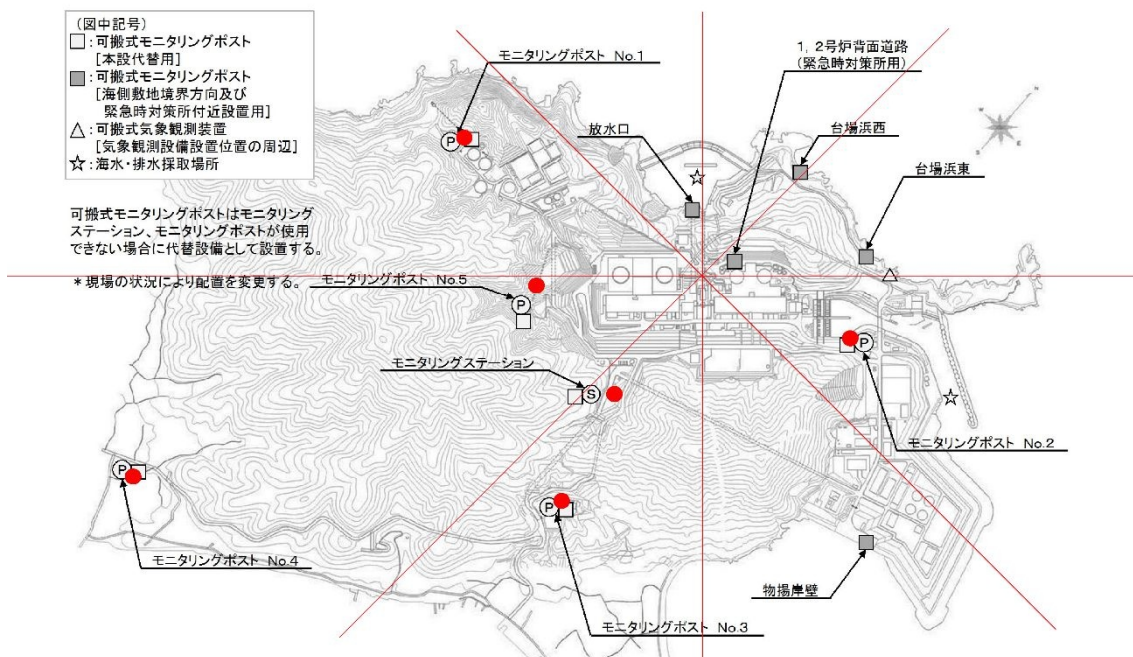 （図中記号）
□：可搬式モニタリングポスト
[本設代替用]
■：可搬式モニタリングポスト
[海側敷地境界方向及び
緊急時対策所付近設置用]
△：可搬式気象観測装置
[気象観測設備設置位置の周辺]
☆：海水・排水採取場所
可搬式モニタリングポストはモニタリング
ステーション、モニタリングポストが使用
できない場合に代替設備として設置する。
＊現場の状況により配置を変更する。
モニタリングポスト No.1
1，2号炉背面道路
（緊急時対策所用）
放水口
台場浜西
台場浜東
モニタリングポスト No.5
モニタリングステーション
モニタリングポスト No.2
モニタリングポスト No.4
物揚岸壁
モニタリングポスト No.3
P
P
P
S
P
P
N
E
S
W